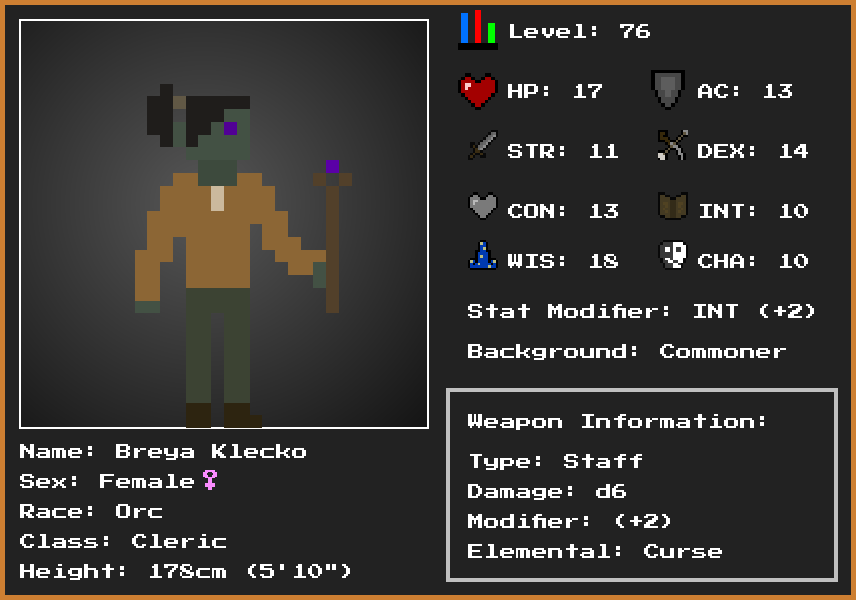 Level: 76
HP: 17 AC: 13
STR: 11 DEX: 14
CON: 13 INT: 10
WIS: 18 CHA: 10
Stat Modifier: INT (+2)
Background: Commoner
Weapon Information:
Type: Staff
Damage: d6
Modifier: (+2)
Elemental: Curse
Name: Breya Klecko
Sex: Female♀
Race: Orc
Class: Cleric
Height: 178cm (5'10")